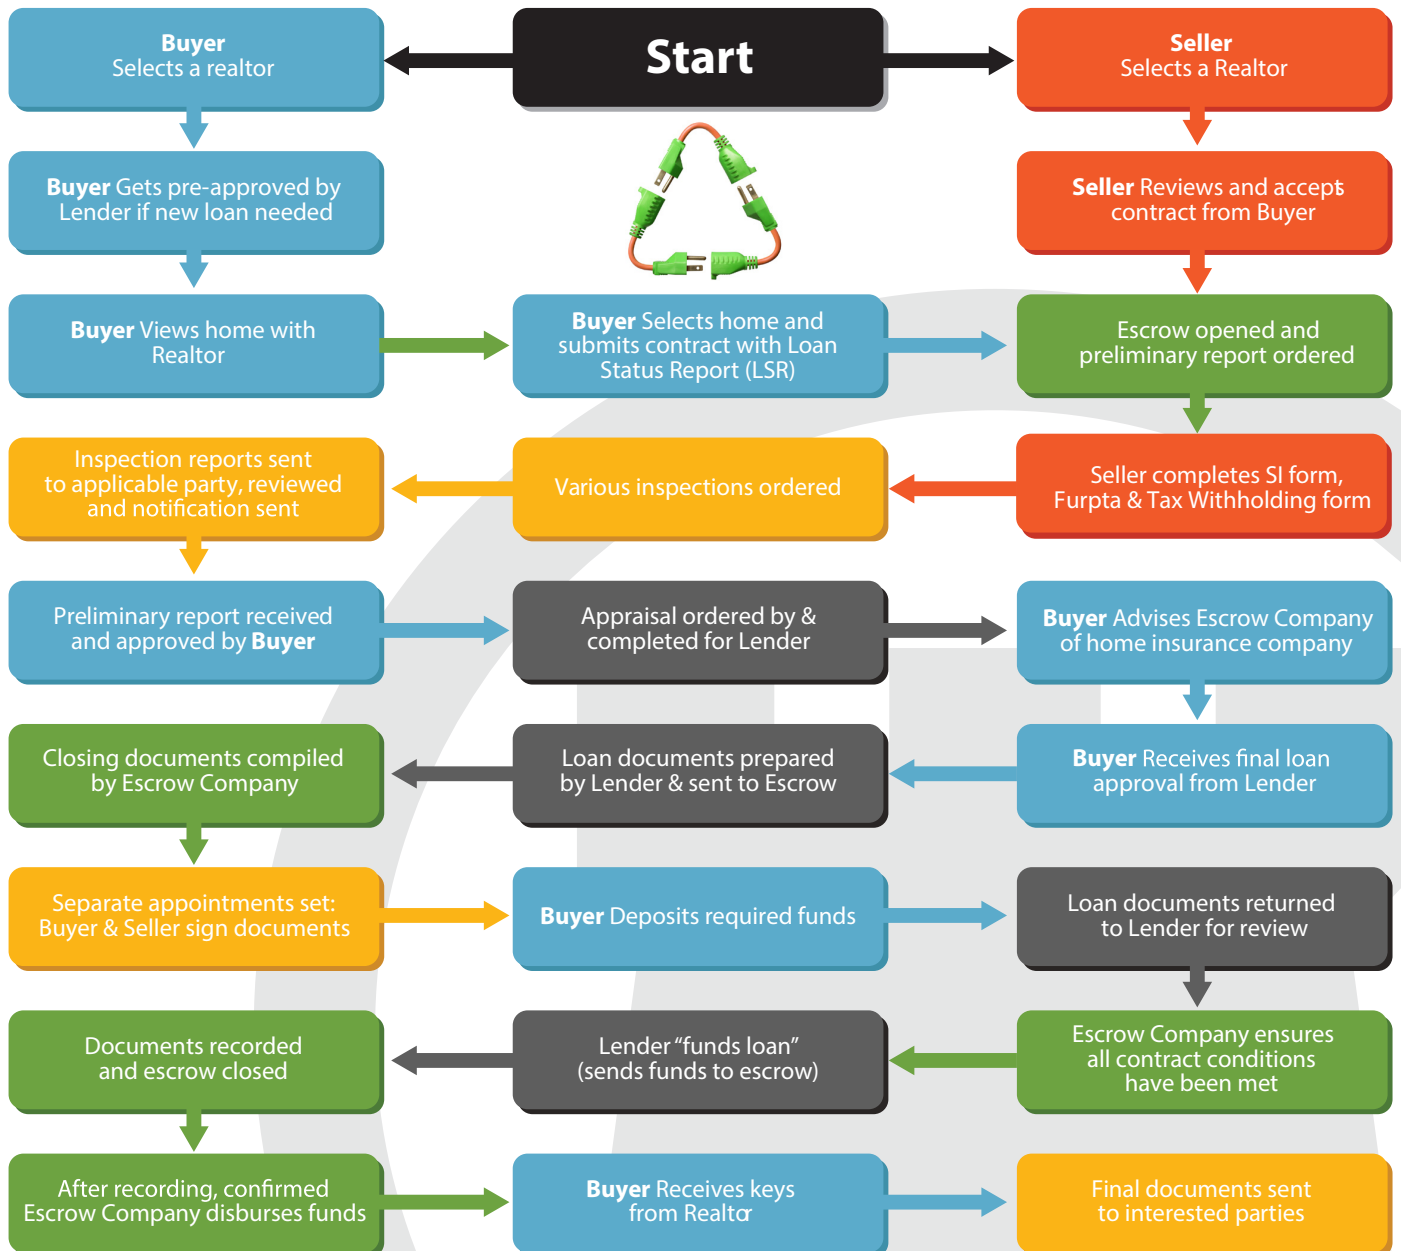 Buyer
Selects a realtor
Start
Seller
Selects a Realtor
Buyer Gets pre-approved by
Lender if new loan needed
Seller Reviews and accepts
contract from Buyer
Buyer Views home with
Realtor
Buyer Selects home and
submits contract with Loan
Status Report (LSR)
Escrow opened and
preliminary report ordered
Inspection reports sent
to applicable party, reviewed
and notification sent
Various inspections ordered
Seller completes SI form,
Furpta & Tax Withholding form
Preliminary report received
and approved by Buyer
Appraisal ordered by &
completed for Lender
Buyer Advises Escrow Company
of home insurance company
Closing documents compiled
by Escrow Company
Loan documents prepared
by Lender & sent to Escrow
Buyer Receives final loan
approval from Lender
Separate appointments set:
Buyer & Seller sign documents
Buyer Deposits required funds
Loan documents returned
to Lender for review
Documents recorded
and escrow closed
Lender "funds loan"
(sends funds to escrow)
Escrow Company ensures
all contract conditions
have been met
After recording, confirmed
Escrow Company disburses funds
Buyer Receives keys
from Realtor
Final documents sent
to interested parties